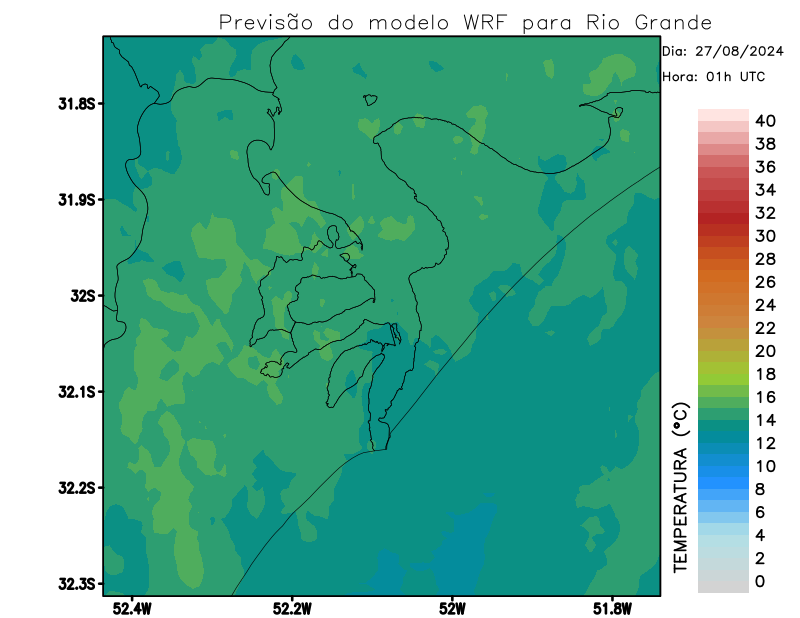 Previsão do modelo WRF para Rio Grande
Dia: 27/08/2024
Hora: 01h UTC
31.8S
31.9S
32S
32.1S
32.2S
32.3S
52.4W
52.2W
52W
51.8W
TEMPERATURA (°C)
40
38
36
34
32
30
28
26
24
22
20
18
16
14
12
10
8
6
4
2
0